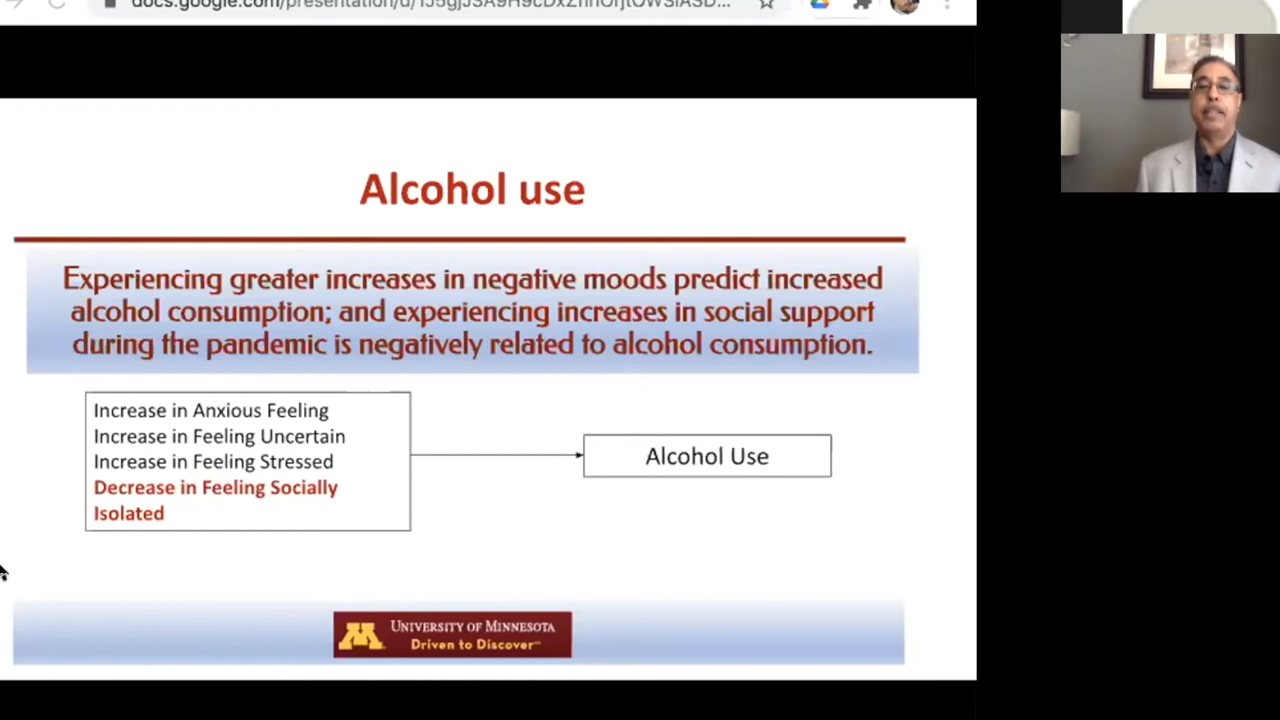 Alcohol use
Experiencing greater increases in negative moods predict increased
alcohol consumption; and experiencing increases in social support
during the pandemic is negatively related to alcohol consumption.
Increase in Anxious Feeling
Increase in Feeling Uncertain
Increase in Feeling Stressed
Decrease in Feeling Socially
Isolated
Alcohol Use
UNIVERSITY OF MINNESOTA
Driven to Discover℠